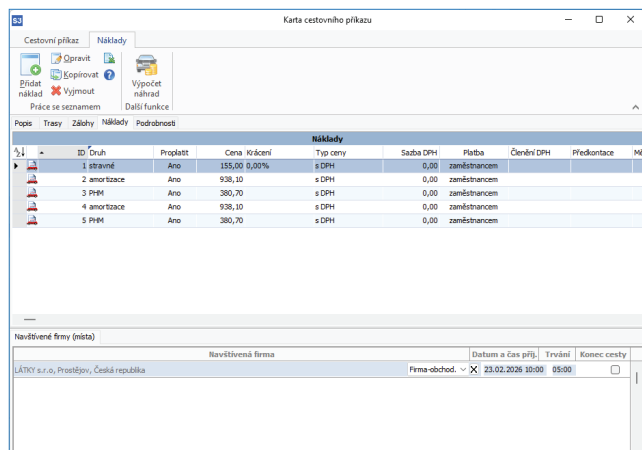 S3 Karta cestovního příkazu
Cestovní příkaz Náklady
Přidat náklad
Opravit
Kopírovat
Vyjmout
Výpočet náhrad
Práce se seznamem Další funkce
Popis Trasy Zálohy Náklady Podrobnosti
Náklady
ID Druh Proplatit Cena Krácení Typ ceny Sazba DPH Platba Členění DPH Předkontace Mě
1 stravné Ano 155,00 0,00% s DPH 0,00 zaměstnancem
2 amortizace Ano 938,10 s DPH 0,00 zaměstnancem
3 PHM Ano 380,70 s DPH 0,00 zaměstnancem
4 amortizace Ano 938,10 s DPH 0,00 zaměstnancem
5 PHM Ano 380,70 s DPH 0,00 zaměstnancem
Navštívené firmy (místa)
Navštívená firma Datum a čas příj. Trvání Konec cesty
LÁTKY s.r.o, Prostějov, Česká republika Firma-obchod. 23.02.2026 10:00 05:00